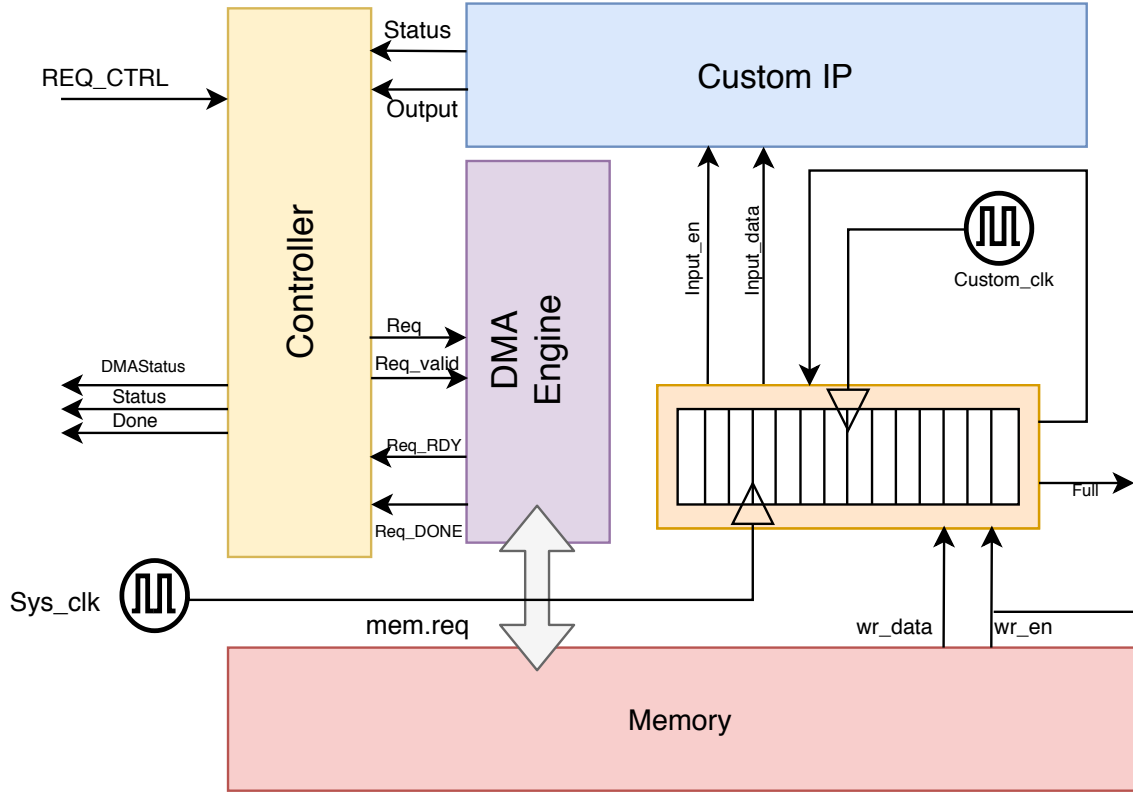 Status
Custom IP
REQ_CTRL
Output
Controller
Input_en
Input_data
Custom_clk
DMA
Engine
Req
Req_valid
DMAStatus
Status
Done
Req_RDY
Full
Req_DONE
Sys_clk
mem.req
wr_data
wr_en
Memory